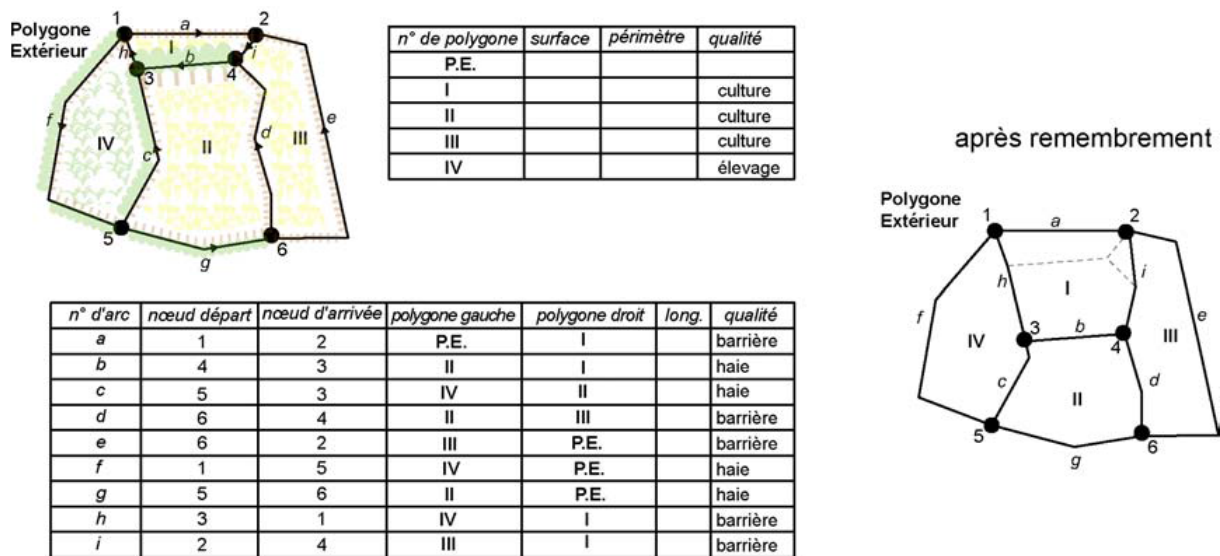 1 a 2
Polygone
Extérieur
I
h b i
3 4
f d e
IV II III
c
5 6
g
n° de polygone surface périmètre qualité
P.E.
I culture
II culture
III culture
IV élevage
après remembrement
Polygone
Extérieur
1 a 2
h i
I
f 3 b 4 e
IV III
c d
II
5 6
g
n° d'arc nœud départ nœud d'arrivée polygone gauche polygone droit long. qualité
a 1 2 P.E. I barrière
b 4 3 II I haie
c 5 3 IV II haie
d 6 4 II III barrière
e 6 2 III P.E. barrière
f 1 5 IV P.E. haie
g 5 6 II P.E. haie
h 3 1 IV I barrière
i 2 4 III I barrière